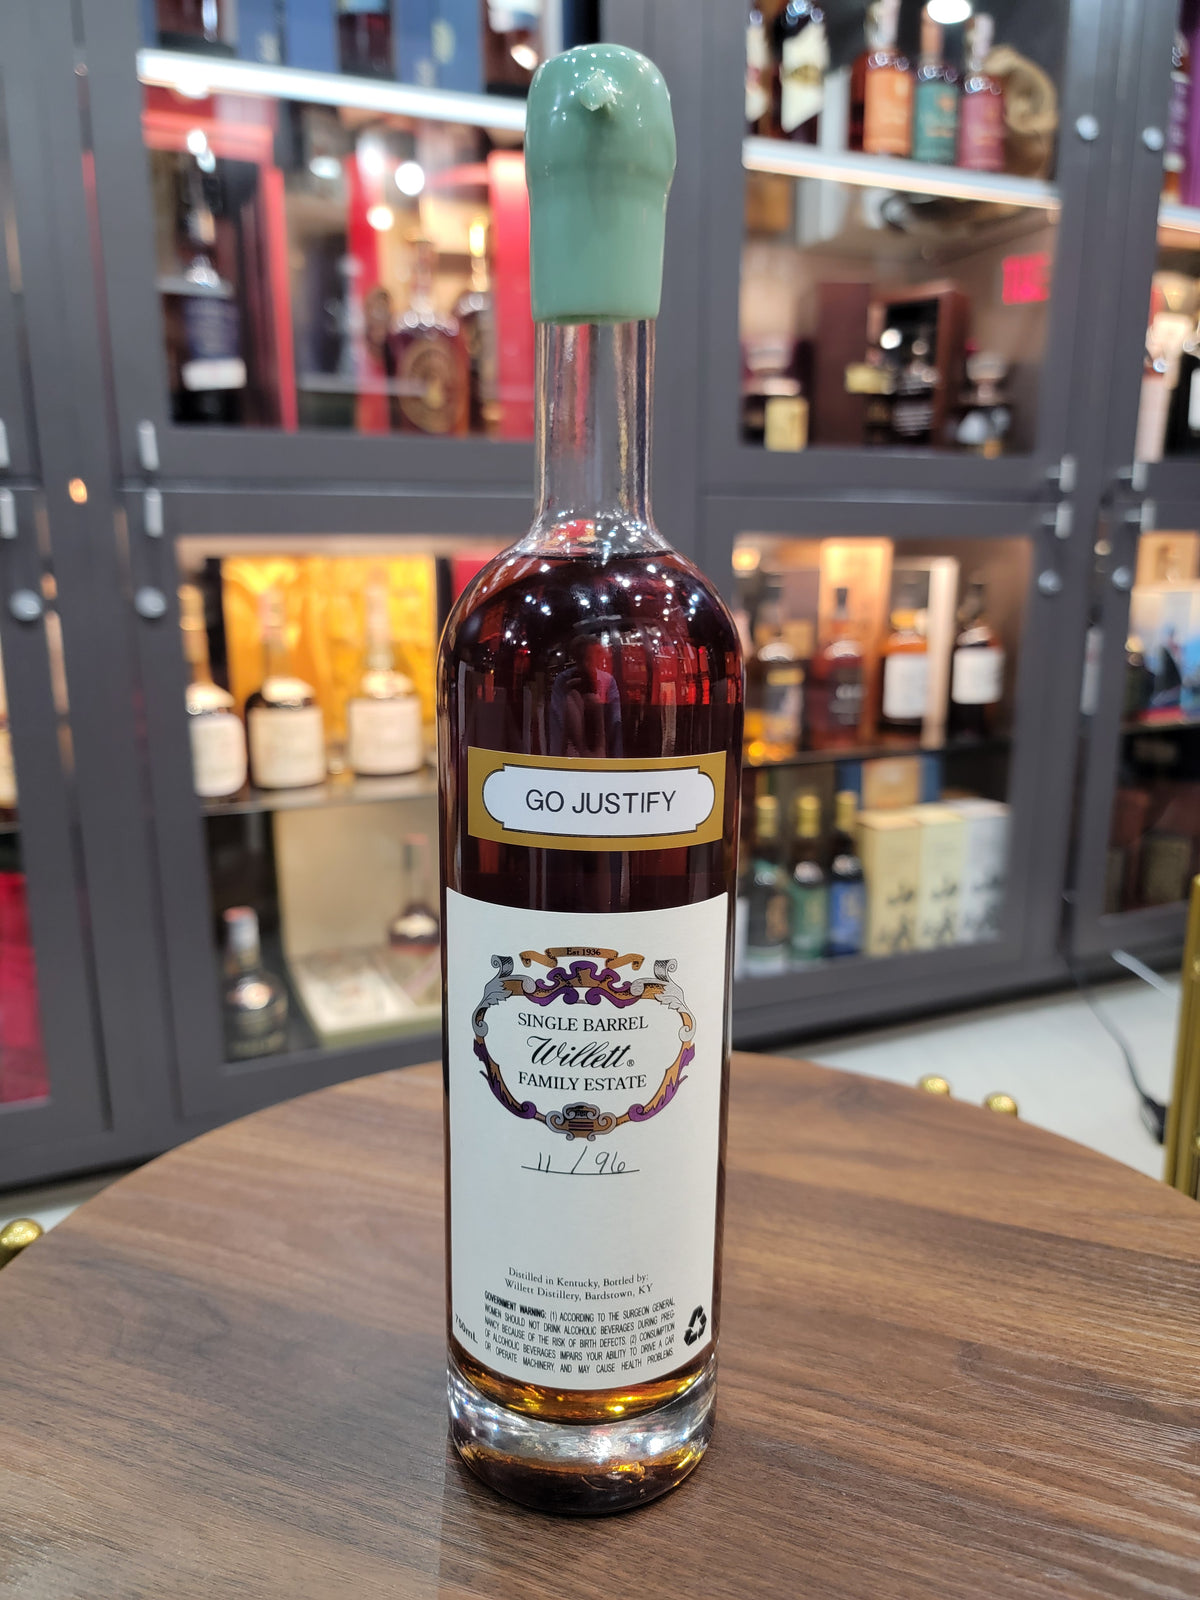 GO JUSTIFY
Est 1936
SINGLE BARREL
Willett®
FAMILY ESTATE
11 / 96
Distilled in Kentucky, Bottled by:
Willett Distillery, Bardstown, KY
GOVERNMENT WARNING: (1) ACCORDING TO THE SURGEON GENERAL,
WOMEN SHOULD NOT DRINK ALCOHOLIC BEVERAGES DURING PREG-
NANCY BECAUSE OF THE RISK OF BIRTH DEFECTS. (2) CONSUMPTION
OF ALCOHOLIC BEVERAGES IMPAIRS YOUR ABILITY TO DRIVE A CAR
OR OPERATE MACHINERY, AND MAY CAUSE HEALTH PROBLEMS.
750mL